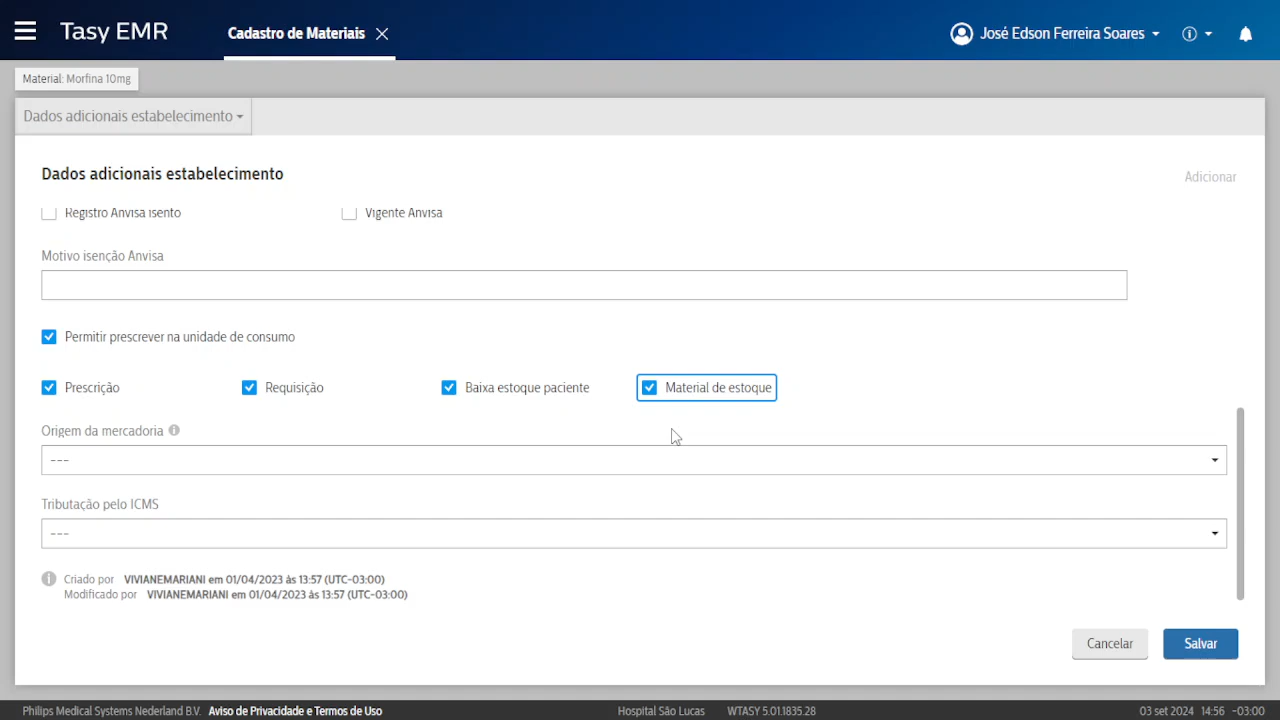 Tasy EMR
Cadastro de Materiais
José Edson Ferreira Soares
Material: Morfina 10mg
Dados adicionais estabelecimento
Dados adicionais estabelecimento
Adicionar
Registro Anvisa isento
Vigente Anvisa
Motivo isenção Anvisa
Permitir prescrever na unidade de consumo
Prescrição
Requisição
Baixa estoque paciente
Material de estoque
Origem da mercadoria
---
Tributação pelo ICMS
---
Criado por VIVIANEMARIANI em 01/04/2023 às 13:57 (UTC-03:00)
Modificado por VIVIANEMARIANI em 01/04/2023 às 13:57 (UTC-03:00)
Cancelar
Salvar
Philips Medical Systems Nederland B.V. Aviso de Privacidade e Termos de Uso
Hospital São Lucas
WTASY 5.01.1835.28
03 set 2024 14:56 -03:00